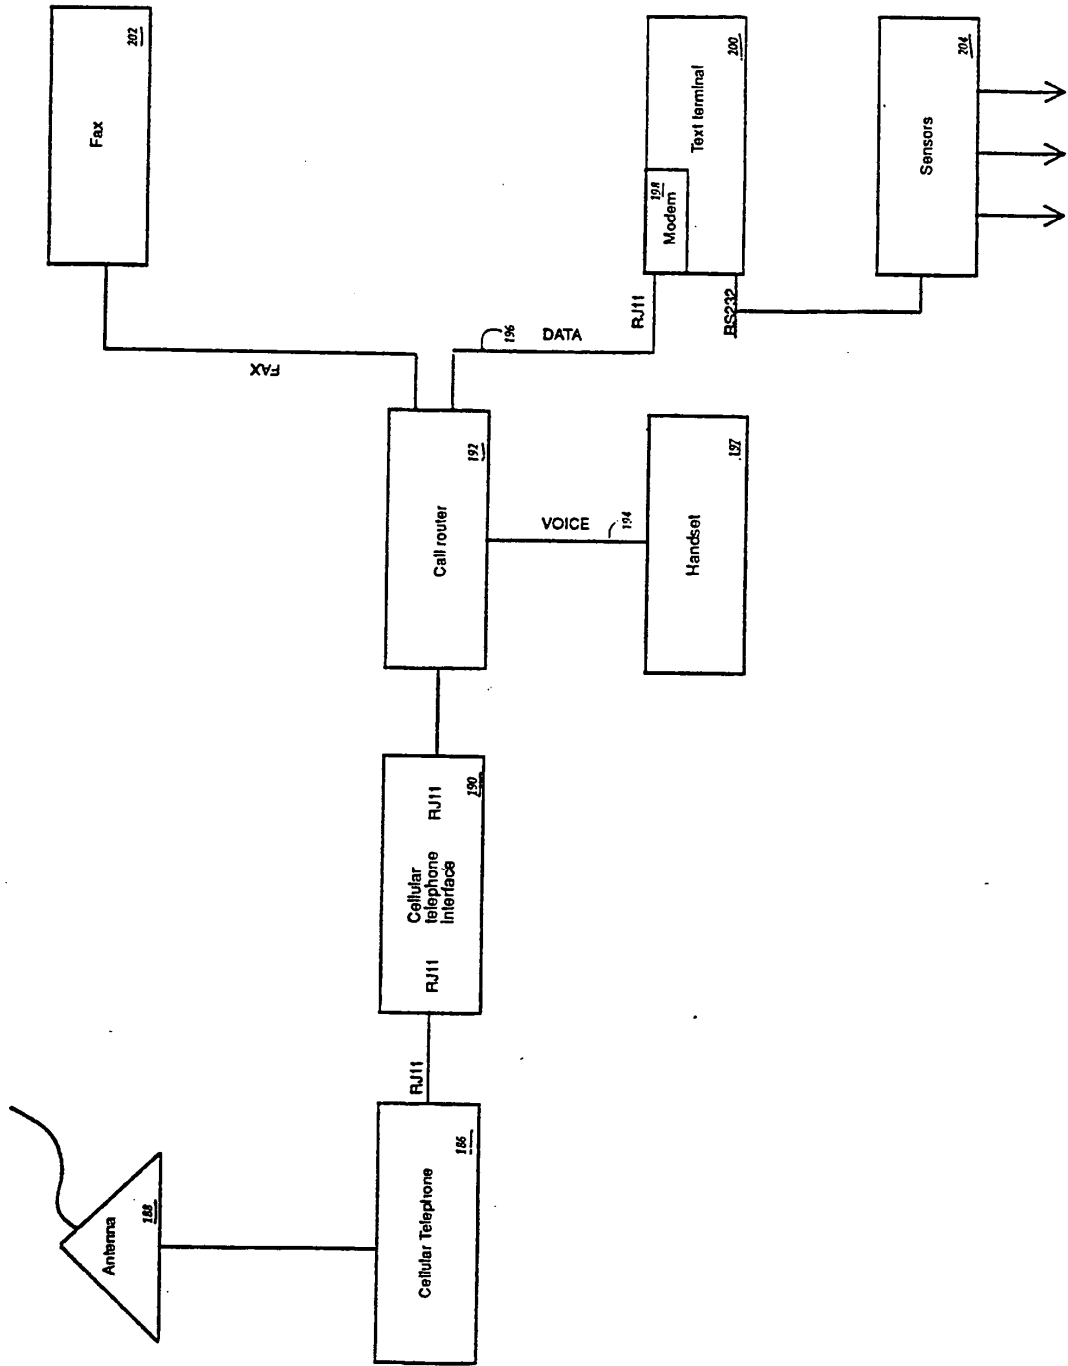 Antenna
188
Cellular Telephone
186
RJ11
RJ11
Cellular
telephone
Interface
RJ11
190
Call router
192
FAX
Fax
202
VOICE
194
Handset
197
196
DATA
RJ11
Modem
198
Text terminal
200
RS232
Sensors
204